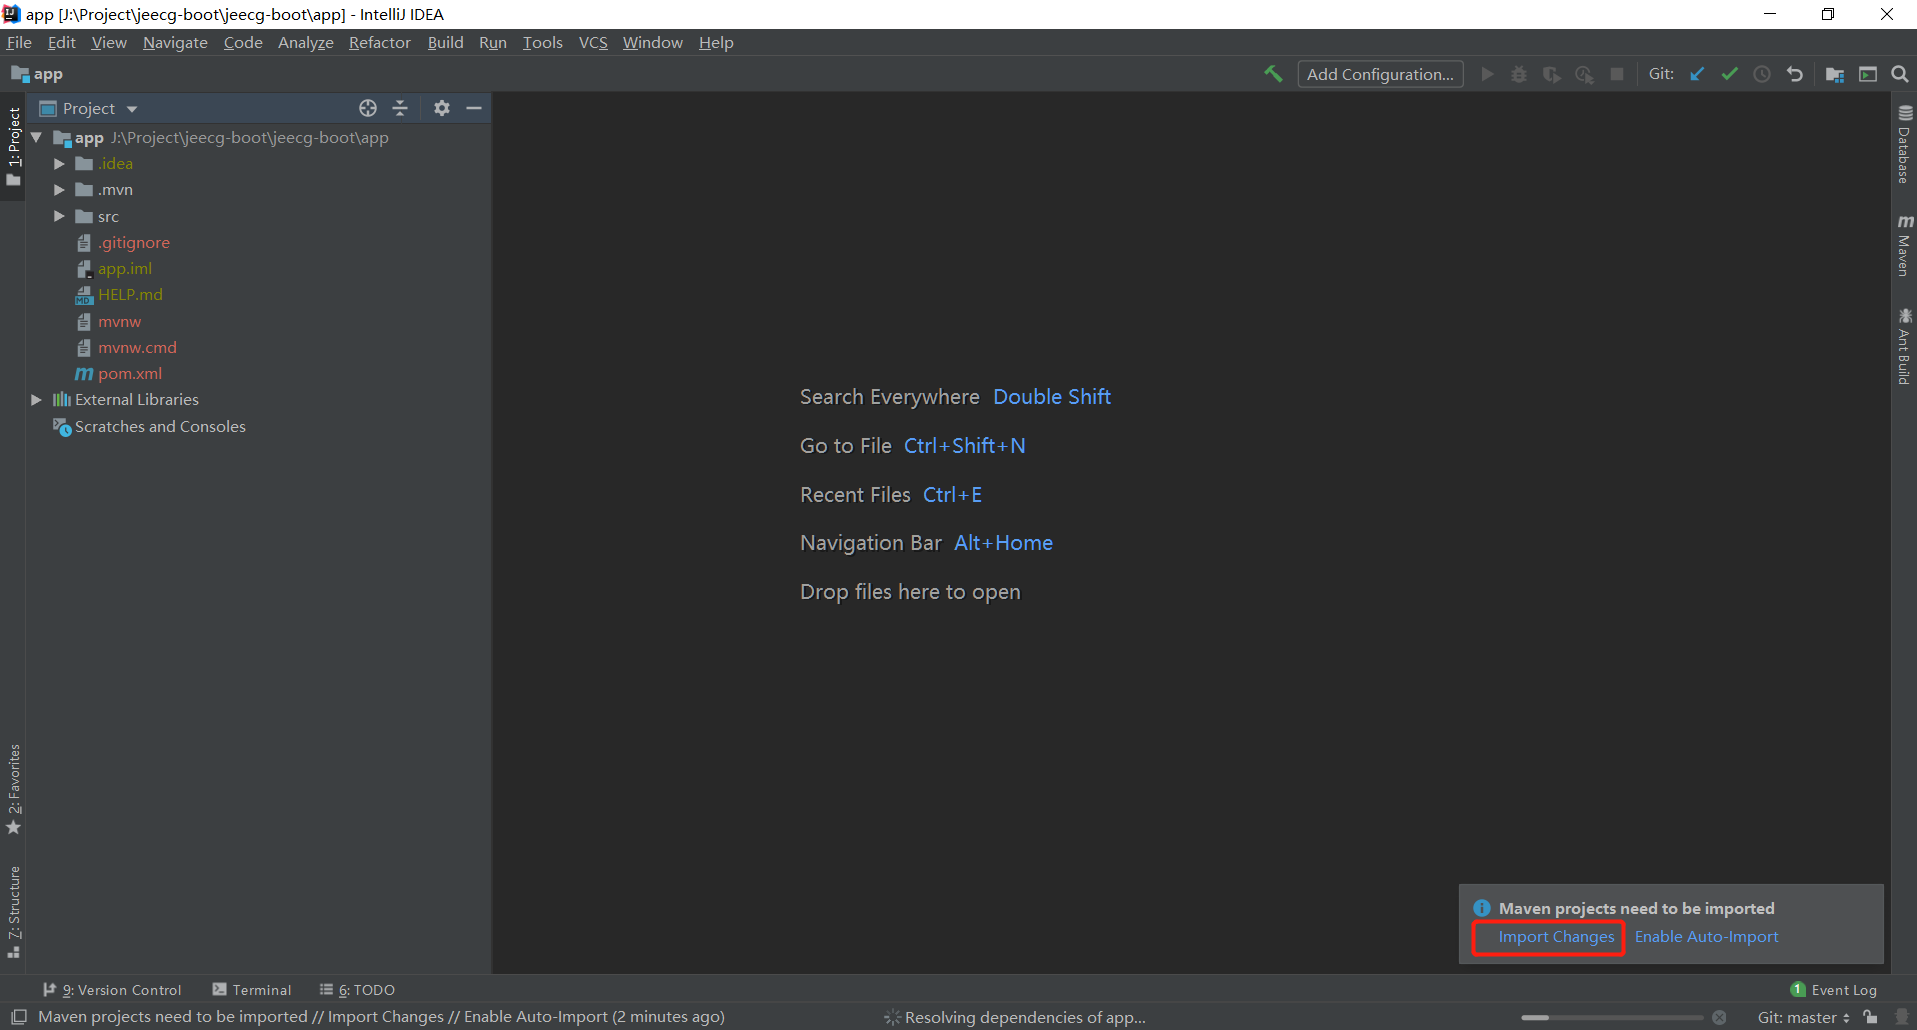 app [J:\Project\jeecg-boot\jeecg-boot\app] - IntelliJ IDEA
File Edit View Navigate Code Analyze Refactor Build Run Tools VCS Window Help
app Add Configuration... Git:
1: Project
Project
app J:\Project\jeecg-boot\jeecg-boot\app
.idea
.mvn
src
.gitignore
app.iml
HELP.md
mvnw
mvnw.cmd
pom.xml
External Libraries
Scratches and Consoles
Search Everywhere Double Shift
Go to File Ctrl+Shift+N
Recent Files Ctrl+E
Navigation Bar Alt+Home
Drop files here to open
Database
Maven
Ant Build
2: Favorites
7: Structure
Maven projects need to be imported
Import Changes Enable Auto-Import
9: Version Control Terminal 6: TODO 1 Event Log
Maven projects need to be imported // Import Changes // Enable Auto-Import (2 minutes ago) Resolving dependencies of app... Git: master